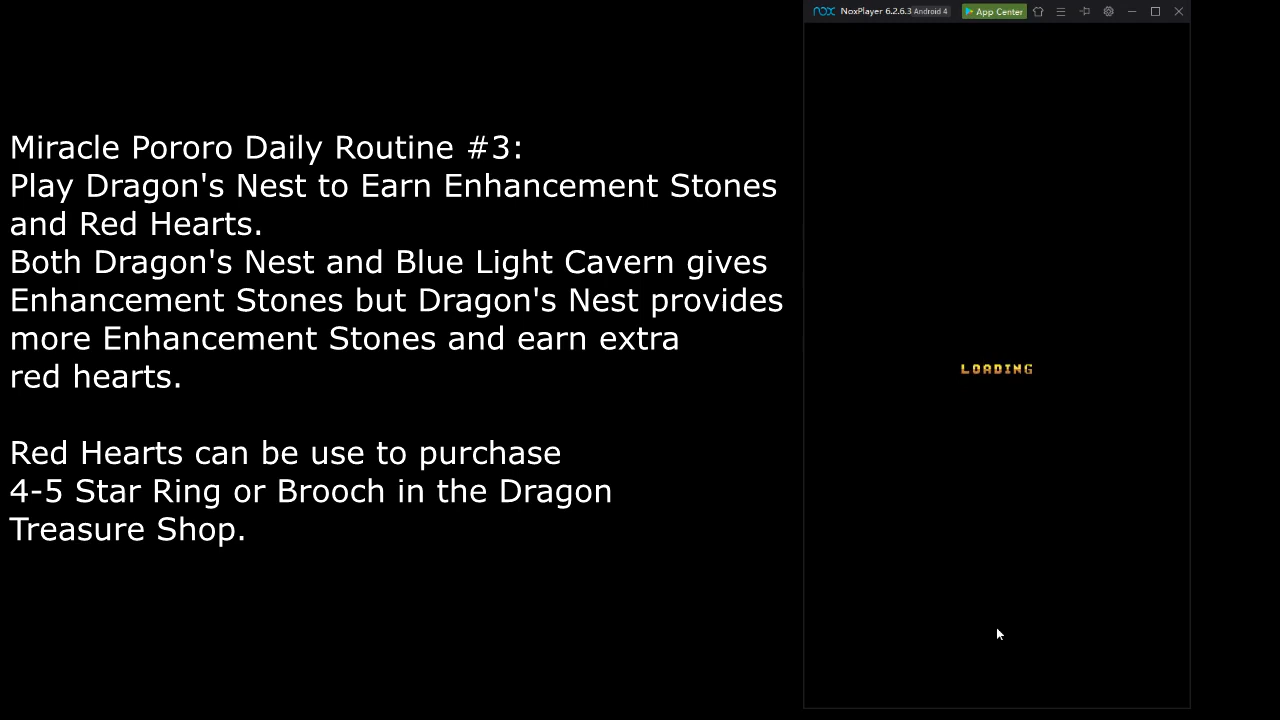 nox NoxPlayer 6.2.6.3 Android 4 App Center
Miracle Pororo Daily Routine #3:
Play Dragon's Nest to Earn Enhancement Stones
and Red Hearts.
Both Dragon's Nest and Blue Light Cavern gives
Enhancement Stones but Dragon's Nest provides
more Enhancement Stones and earn extra
red hearts.
LOADING
Red Hearts can be use to purchase
4-5 Star Ring or Brooch in the Dragon
Treasure Shop.